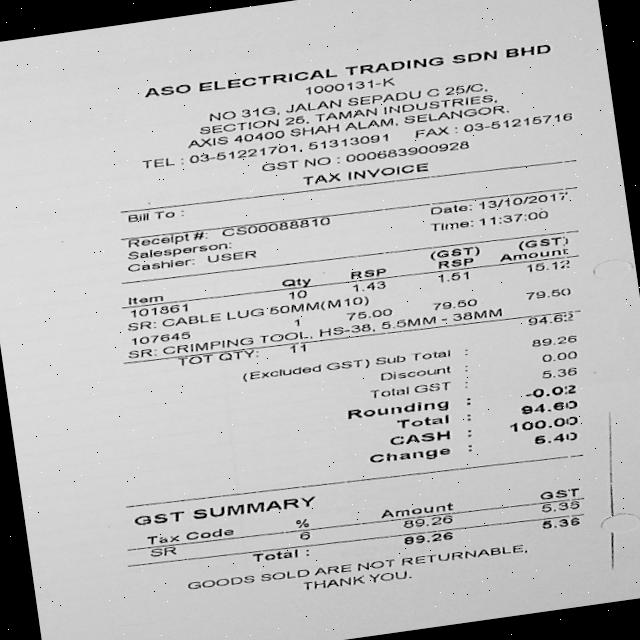 ASO ELECTRICAL TRADING SDN BHD
1000131-K
NO 31G, JALAN SEPADU C 25/C,
SECTION 25, TAMAN INDUSTRIES,
AXIS 40400 SHAH ALAM, SELANGOR.
TEL : 03-51221701, 51313091 FAX : 03-51215716
GST NO : 000683900928
TAX INVOICE
Bill To :
Receipt #: CS00088810 Date: 13/10/2017
Salesperson: Time: 11:37:00
Cashier: USER
(GST) (GST)
Item Qty RSP RSP Amount
101861 10 1.43 1.51 15.12
SR: CABLE LUG 50MM(M10)
107645 1 75.00 79.50 79.50
SR: CRIMPING TOOL, HS-38, 5.5MM - 38MM
TOT QTY: 11 94.62
(Excluded GST) Sub Total : 89.26
Discount : 0.00
Total GST : 5.36
Rounding : -0.02
Total : 94.60
CASH : 100.00
Change : 5.40
GST SUMMARY
Tax Code % Amount GST
SR 6 89.26 5.35
Total : 89.26 5.36
GOODS SOLD ARE NOT RETURNABLE,
THANK YOU.